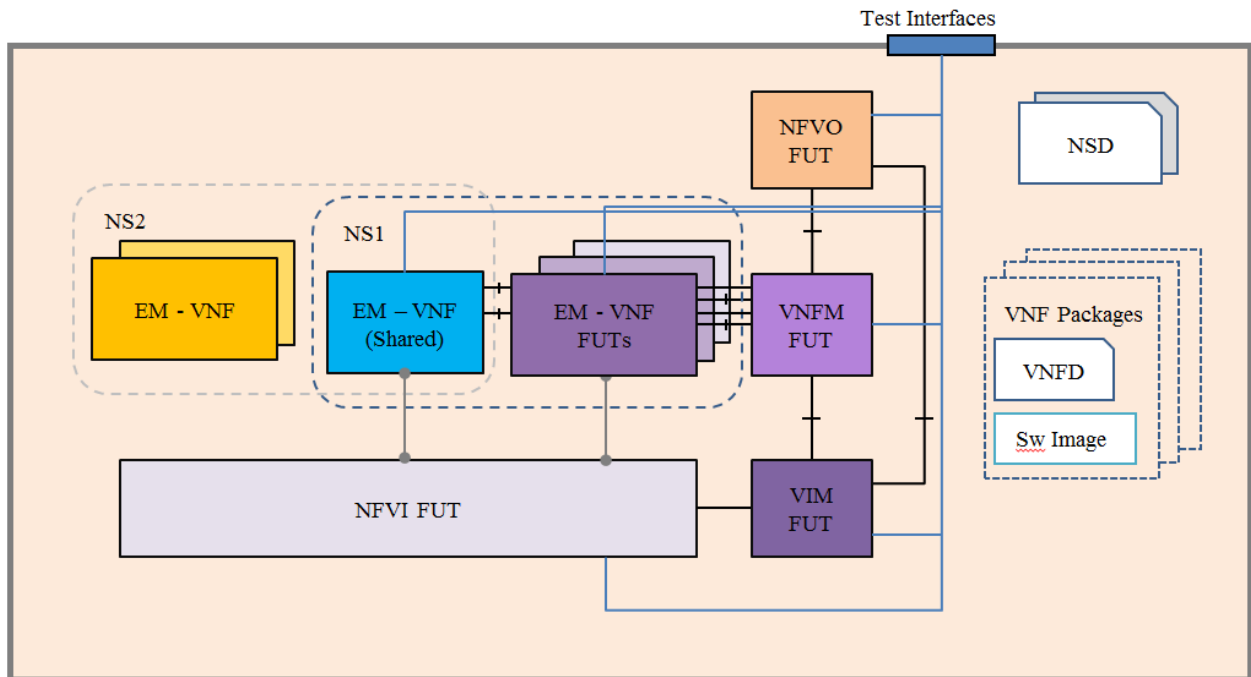 Test Interfaces
NFVO
FUT
NSD
NS2
NS1
EM - VNF
EM – VNF
(Shared)
EM - VNF
FUTs
VNFM
FUT
VNF Packages
VNFD
Sw Image
NFVI FUT
VIM
FUT